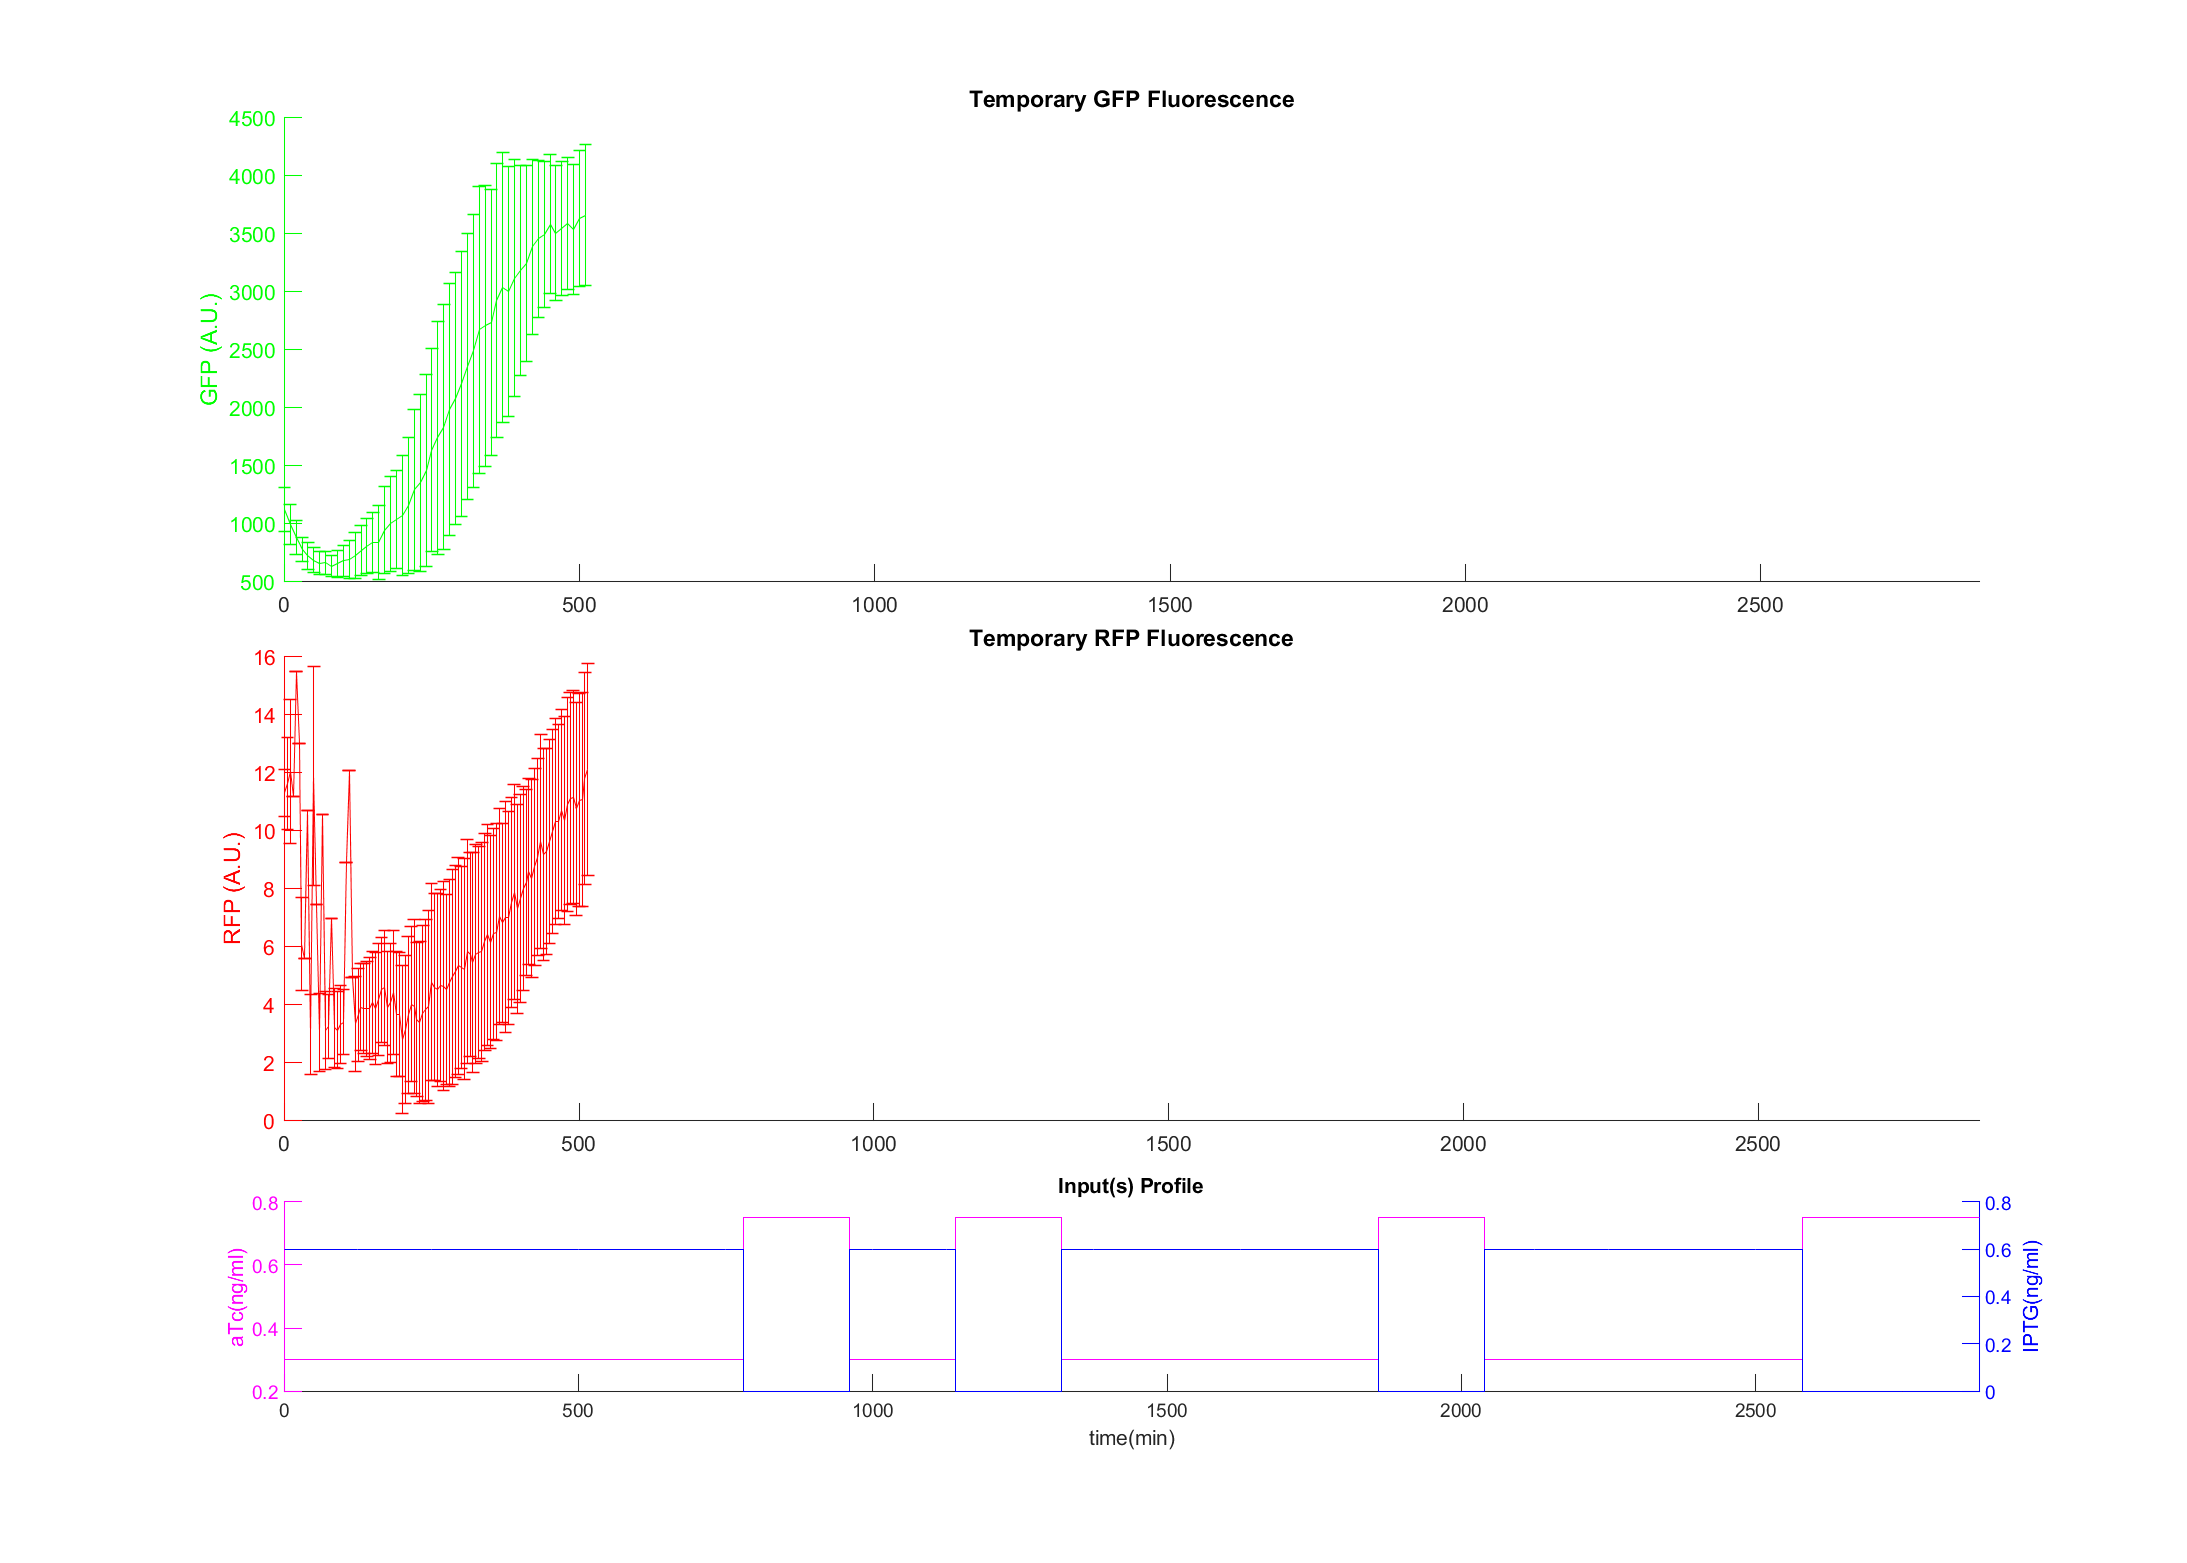 Temporary GFP Fluorescence
4500
4000
3500
3000
2500
2000
1500
1000
500
GFP (A.U.)
0 500 1000 1500 2000 2500
Temporary RFP Fluorescence
16
14
12
10
8
6
4
2
0
RFP (A.U.)
0 500 1000 1500 2000 2500
Input(s) Profile
0.8
0.6
0.4
0.2
aTc(ng/ml)
0.8
0.6
0.4
0.2
0
IPTG(ng/ml)
0 500 1000 1500 2000 2500
time(min)